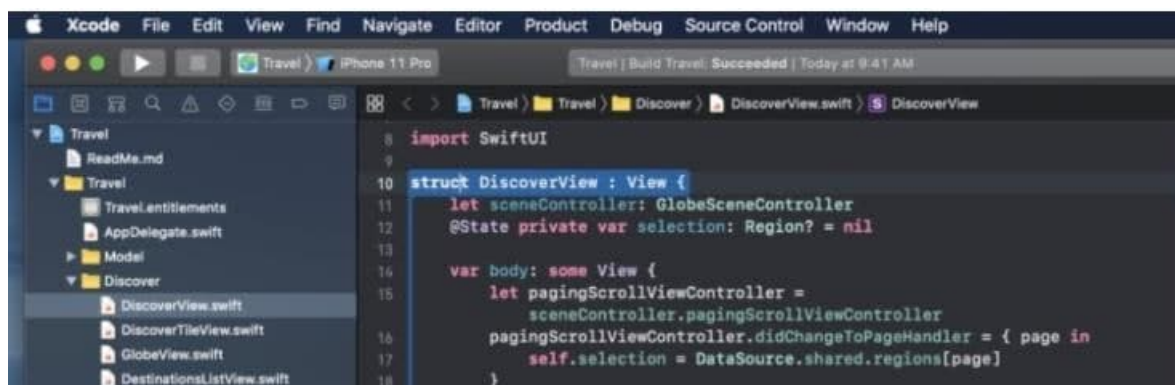 Xcode File Edit View Find Navigate Editor Product Debug Source Control Window Help
Travel 〉 iPhone 11 Pro
Travel | Build Travel: Succeeded | Today at 9:41 AM
Travel 〉 Travel 〉 Discover 〉 DiscoverView.swift 〉 S DiscoverView
Travel
ReadMe.md
Travel
Travel.entitlements
AppDelegate.swift
Model
Discover
DiscoverView.swift
DiscoverTileView.swift
GlobeView.swift
DestinationsListView.swift
8 import SwiftUI
9
10 struct DiscoverView : View {
11 let sceneController: GlobeSceneController
12 @State private var selection: Region? = nil
13
14 var body: some View {
15 let pagingScrollViewController =
sceneController.pagingScrollViewController
16 pagingScrollViewController.didChangeToPageHandler = { page in
17 self.selection = DataSource.shared.regions[page]
18 }